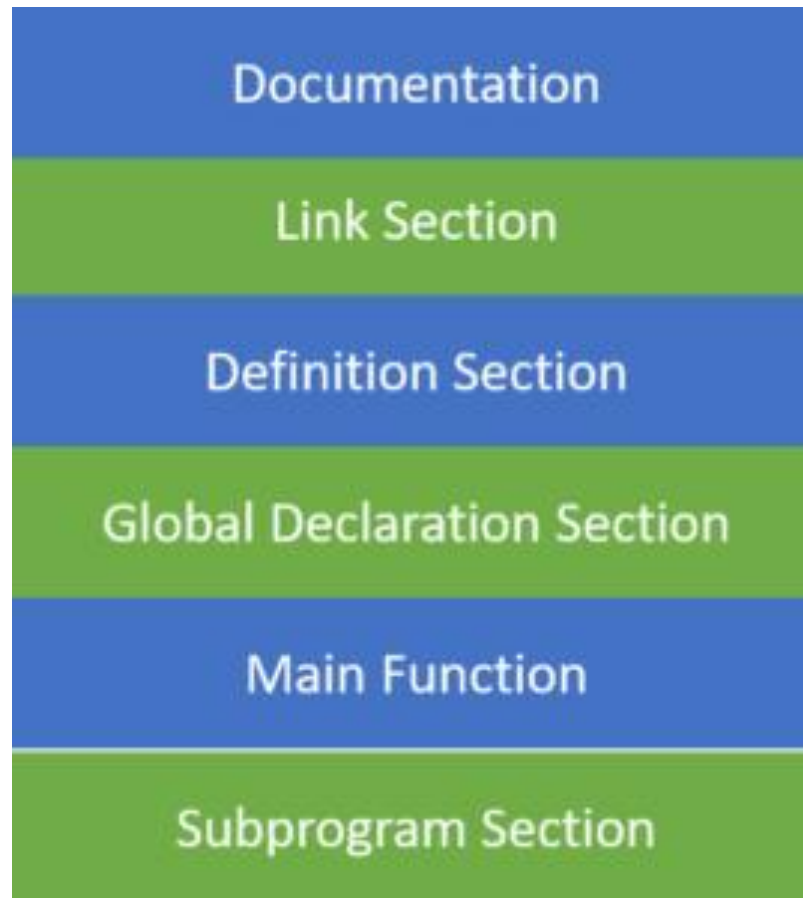 Documentation
Link Section
Definition Section
Global Declaration Section
Main Function
Subprogram Section